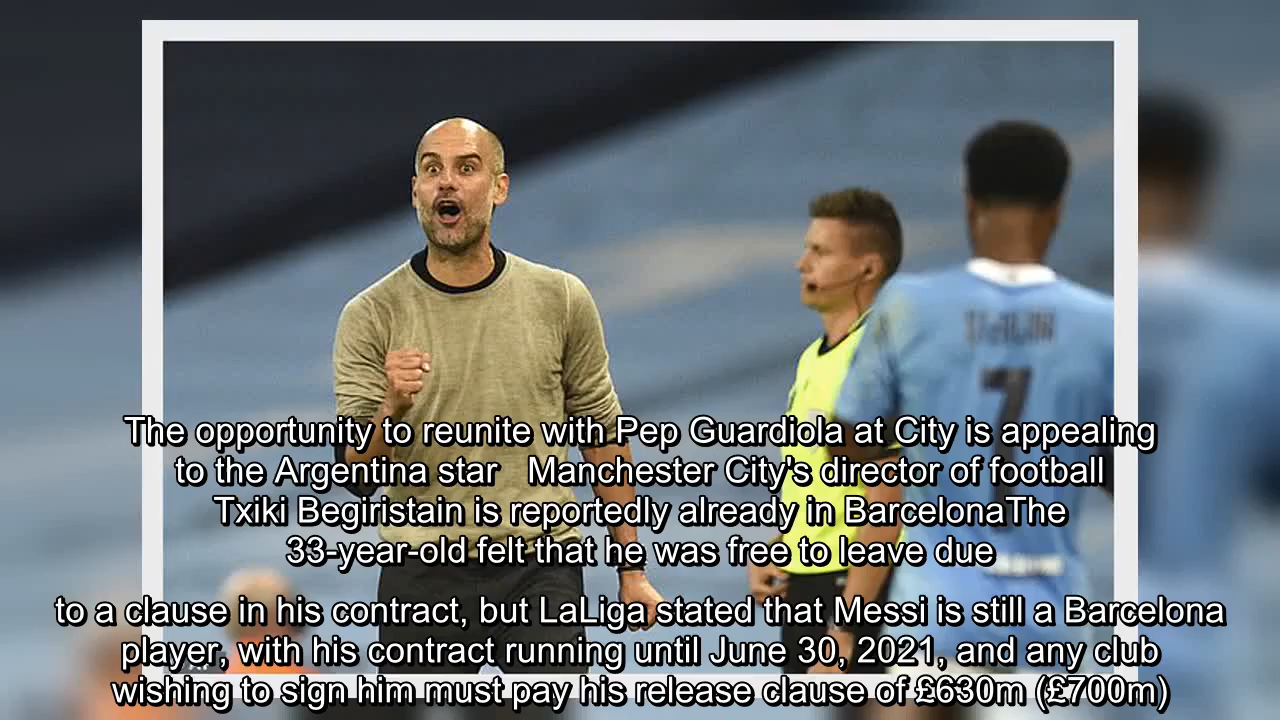 The opportunity to reunite with Pep Guardiola at City is appealing
to the Argentina star   Manchester City's director of football
Txiki Begiristain is reportedly already in BarcelonaThe
33-year-old felt that he was free to leave due
to a clause in his contract, but LaLiga stated that Messi is still a Barcelona
player, with his contract running until June 30, 2021, and any club
wishing to sign him must pay his release clause of £630m (£700m)
7